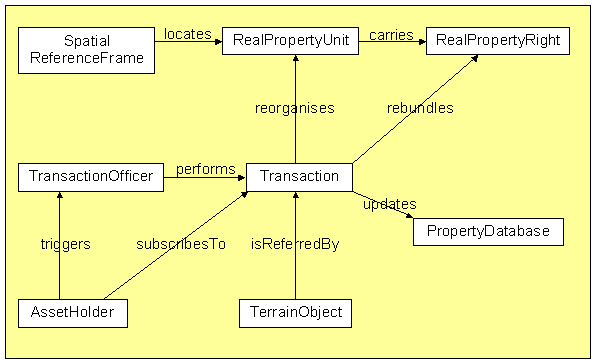 locates
carries
Spatial
ReferenceFrame
RealPropertyUnit
RealPropertyRight
reorganises
rebundles
performs
TransactionOfficer
Transaction
updates
PropertyDatabase
triggers
subscribesTo
isReferredBy
AssetHolder
TerrainObject